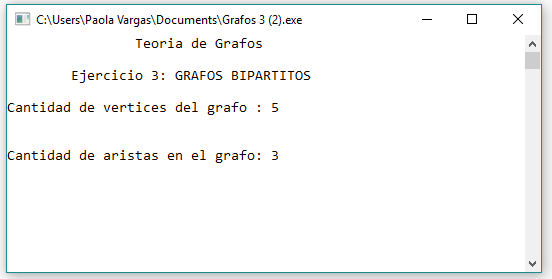 C:\Users\Paola Vargas\Documents\Grafos 3 (2).exe
Teoria de Grafos
Ejercicio 3: GRAFOS BIPARTITOS
Cantidad de vertices del grafo : 5
Cantidad de aristas en el grafo: 3